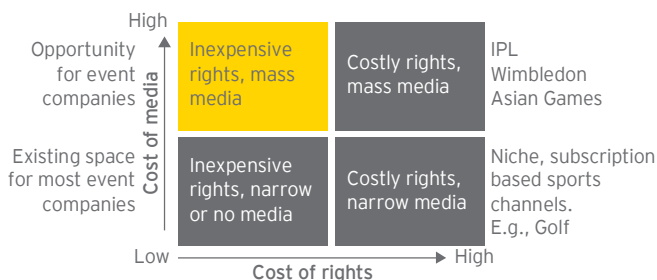 High
Opportunity
for event
companies
Inexpensive
rights, mass
media
Costly rights,
mass media
IPL
Wimbledon
Asian Games
Cost of media
Existing space
for most event
companies
Inexpensive
rights, narrow
or no media
Costly rights,
narrow media
Niche, subscription
based sports
channels.
E.g., Golf
Low
High
Cost of rights